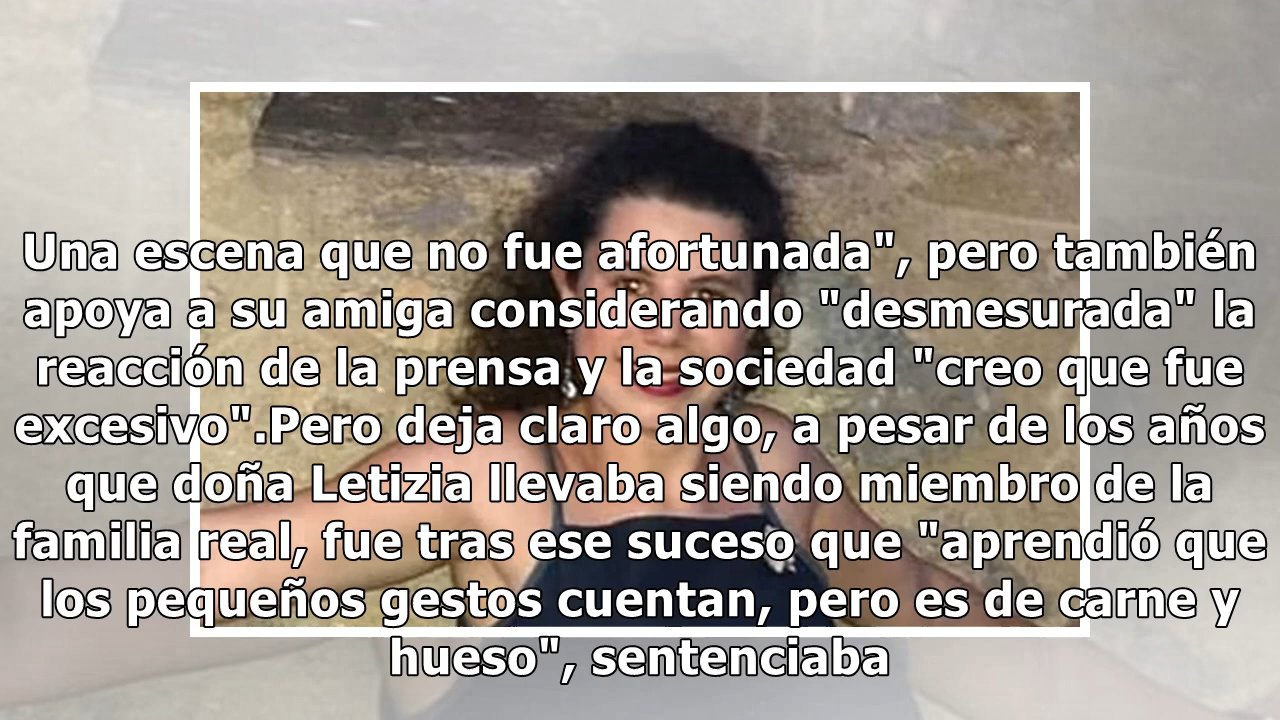 Una escena que no fue afortunada", pero también
apoya a su amiga considerando "desmesurada" la
reacción de la prensa y la sociedad "creo que fue
excesivo".Pero deja claro algo, a pesar de los años
que doña Letizia llevaba siendo miembro de la
familia real, fue tras ese suceso que "aprendió que
los pequeños gestos cuentan, pero es de carne y
hueso", sentenciaba